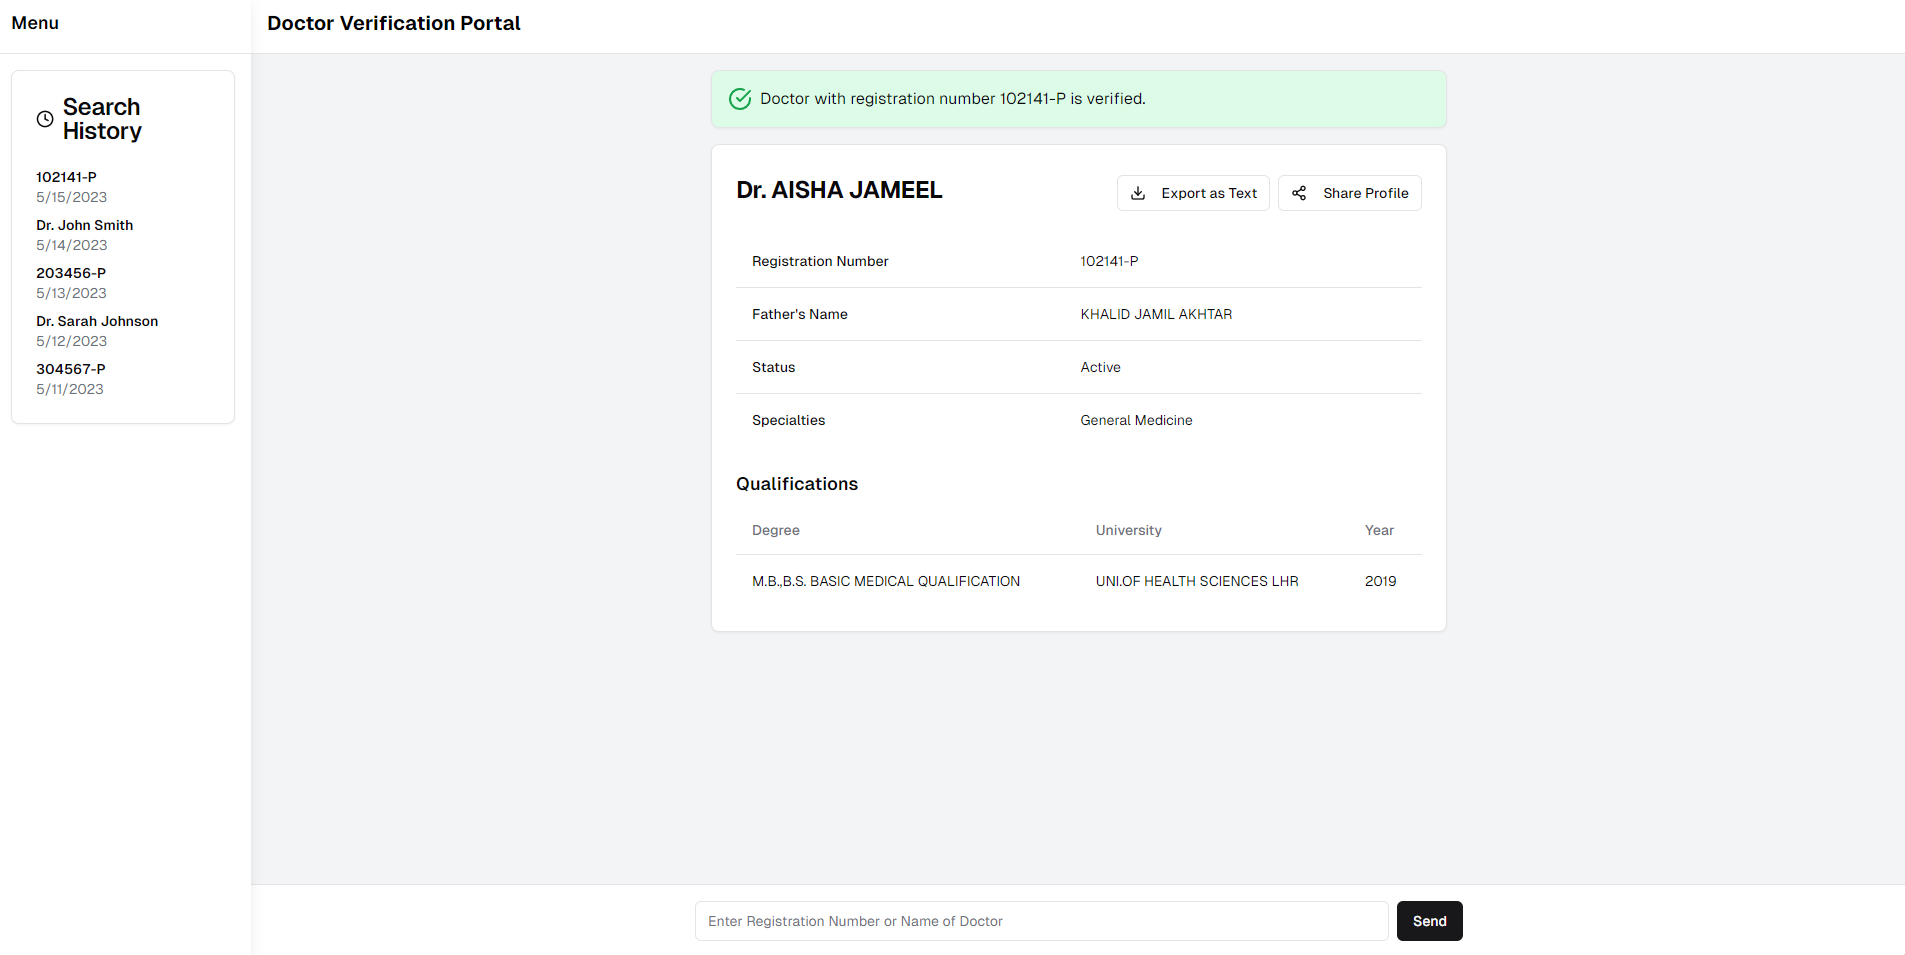 Menu
Doctor Verification Portal
Search
History
102141-P
5/15/2023
Dr. John Smith
5/14/2023
203456-P
5/13/2023
Dr. Sarah Johnson
5/12/2023
304567-P
5/11/2023
Doctor with registration number 102141-P is verified.
Dr. AISHA JAMEEL
Export as Text
Share Profile
Registration Number 102141-P
Father's Name KHALID JAMIL AKHTAR
Status Active
Specialties General Medicine
Qualifications
Degree University Year
M.B.,B.S. BASIC MEDICAL QUALIFICATION UNI.OF HEALTH SCIENCES LHR 2019
Enter Registration Number or Name of Doctor
Send